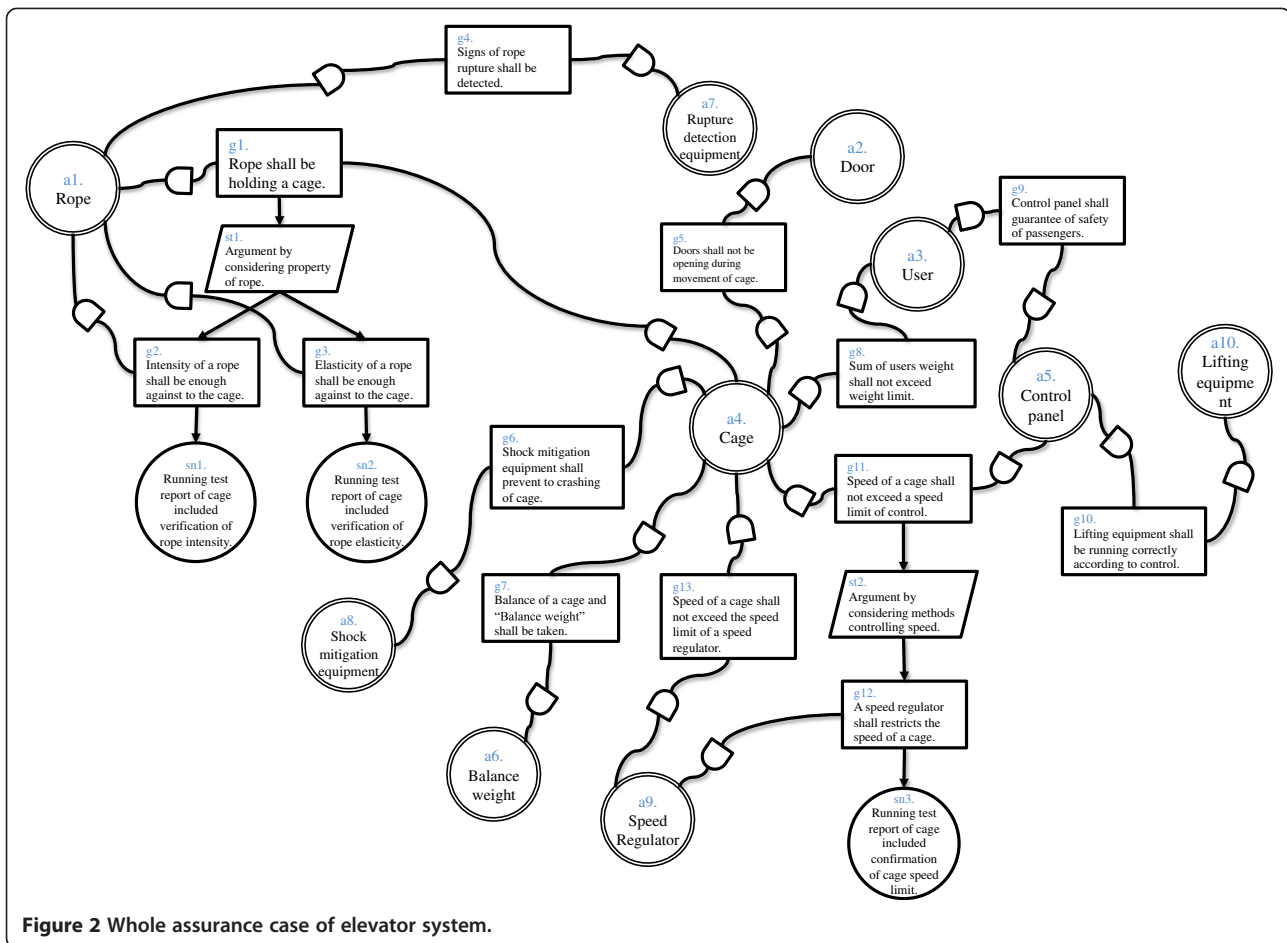 g4.
Signs of rope
rupture shall be
detected.
a7.
Rupture
detection
equipment
a2.
Door
a1.
Rope
g1.
Rope shall be
holding a cage.
st1.
Argument by
considering property
of rope.
g5.
Doors shall not be
opening during
movement of cage.
a3.
User
g9.
Control panel shall
guarantee of safety
of passengers.
g2.
Intensity of a rope
shall be enough
against to the cage.
g3.
Elasticity of a rope
shall be enough
against to the cage.
g8.
Sum of users weight
shall not exceed
weight limit.
a5.
Control
panel
a10.
Lifting
equipme
nt
a4.
Cage
sn1.
Running test
report of cage
included
verification of
rope intensity.
sn2.
Running test
report of cage
included
verification of
rope elasticity.
g6.
Shock mitigation
equipment shall
prevent to crashing
of cage.
g11.
Speed of a cage shall
not exceed a speed
limit of control.
g10.
Lifting equipment shall
be running correctly
according to control.
a8.
Shock
mitigation
equipment
g7.
Balance of a cage and
“Balance weight”
shall be taken.
g13.
Speed of a cage shall
not exceed the speed
limit of a speed
regulator.
st2.
Argument by
considering methods
controlling speed.
g12.
A speed regulator
shall restricts the
speed of a cage.
a6.
Balance
weight
a9.
Speed
Regulator
sn3.
Running test
report of cage
included
confirmation
of cage speed
limit.
Figure 2 Whole assurance case of elevator system.